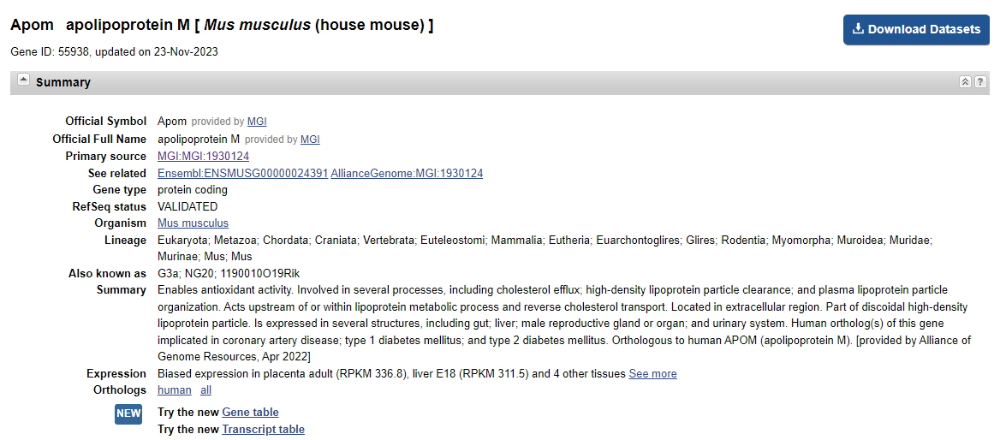 Apom apolipoprotein M [ Mus musculus (house mouse) ]
Download Datasets
Gene ID: 55938, updated on 23-Nov-2023
Summary
?
Official Symbol Apom provided by MGI
Official Full Name apolipoprotein M provided by MGI
Primary source MGI:MGI:1930124
See related Ensembl:ENSMUSG00000024391 AllianceGenome:MGI:1930124
Gene type protein coding
RefSeq status VALIDATED
Organism Mus musculus
Lineage Eukaryota; Metazoa; Chordata; Craniata; Vertebrata; Euteleostomi; Mammalia; Eutheria; Euarchontoglires; Glires; Rodentia; Myomorpha; Muroidea; Muridae;
Murinae; Mus; Mus
Also known as G3a; NG20; 1190010O19Rik
Summary Enables antioxidant activity. Involved in several processes, including cholesterol efflux; high-density lipoprotein particle clearance; and plasma lipoprotein particle
organization. Acts upstream of or within lipoprotein metabolic process and reverse cholesterol transport. Located in extracellular region. Part of discoidal high-density
lipoprotein particle. Is expressed in several structures, including gut; liver; male reproductive gland or organ; and urinary system. Human ortholog(s) of this gene
implicated in coronary artery disease; type 1 diabetes mellitus; and type 2 diabetes mellitus. Orthologous to human APOM (apolipoprotein M). [provided by Alliance of
Genome Resources, Apr 2022]
Expression Biased expression in placenta adult (RPKM 336.8), liver E18 (RPKM 311.5) and 4 other tissues See more
Orthologs human all
NEW Try the new Gene table
Try the new Transcript table